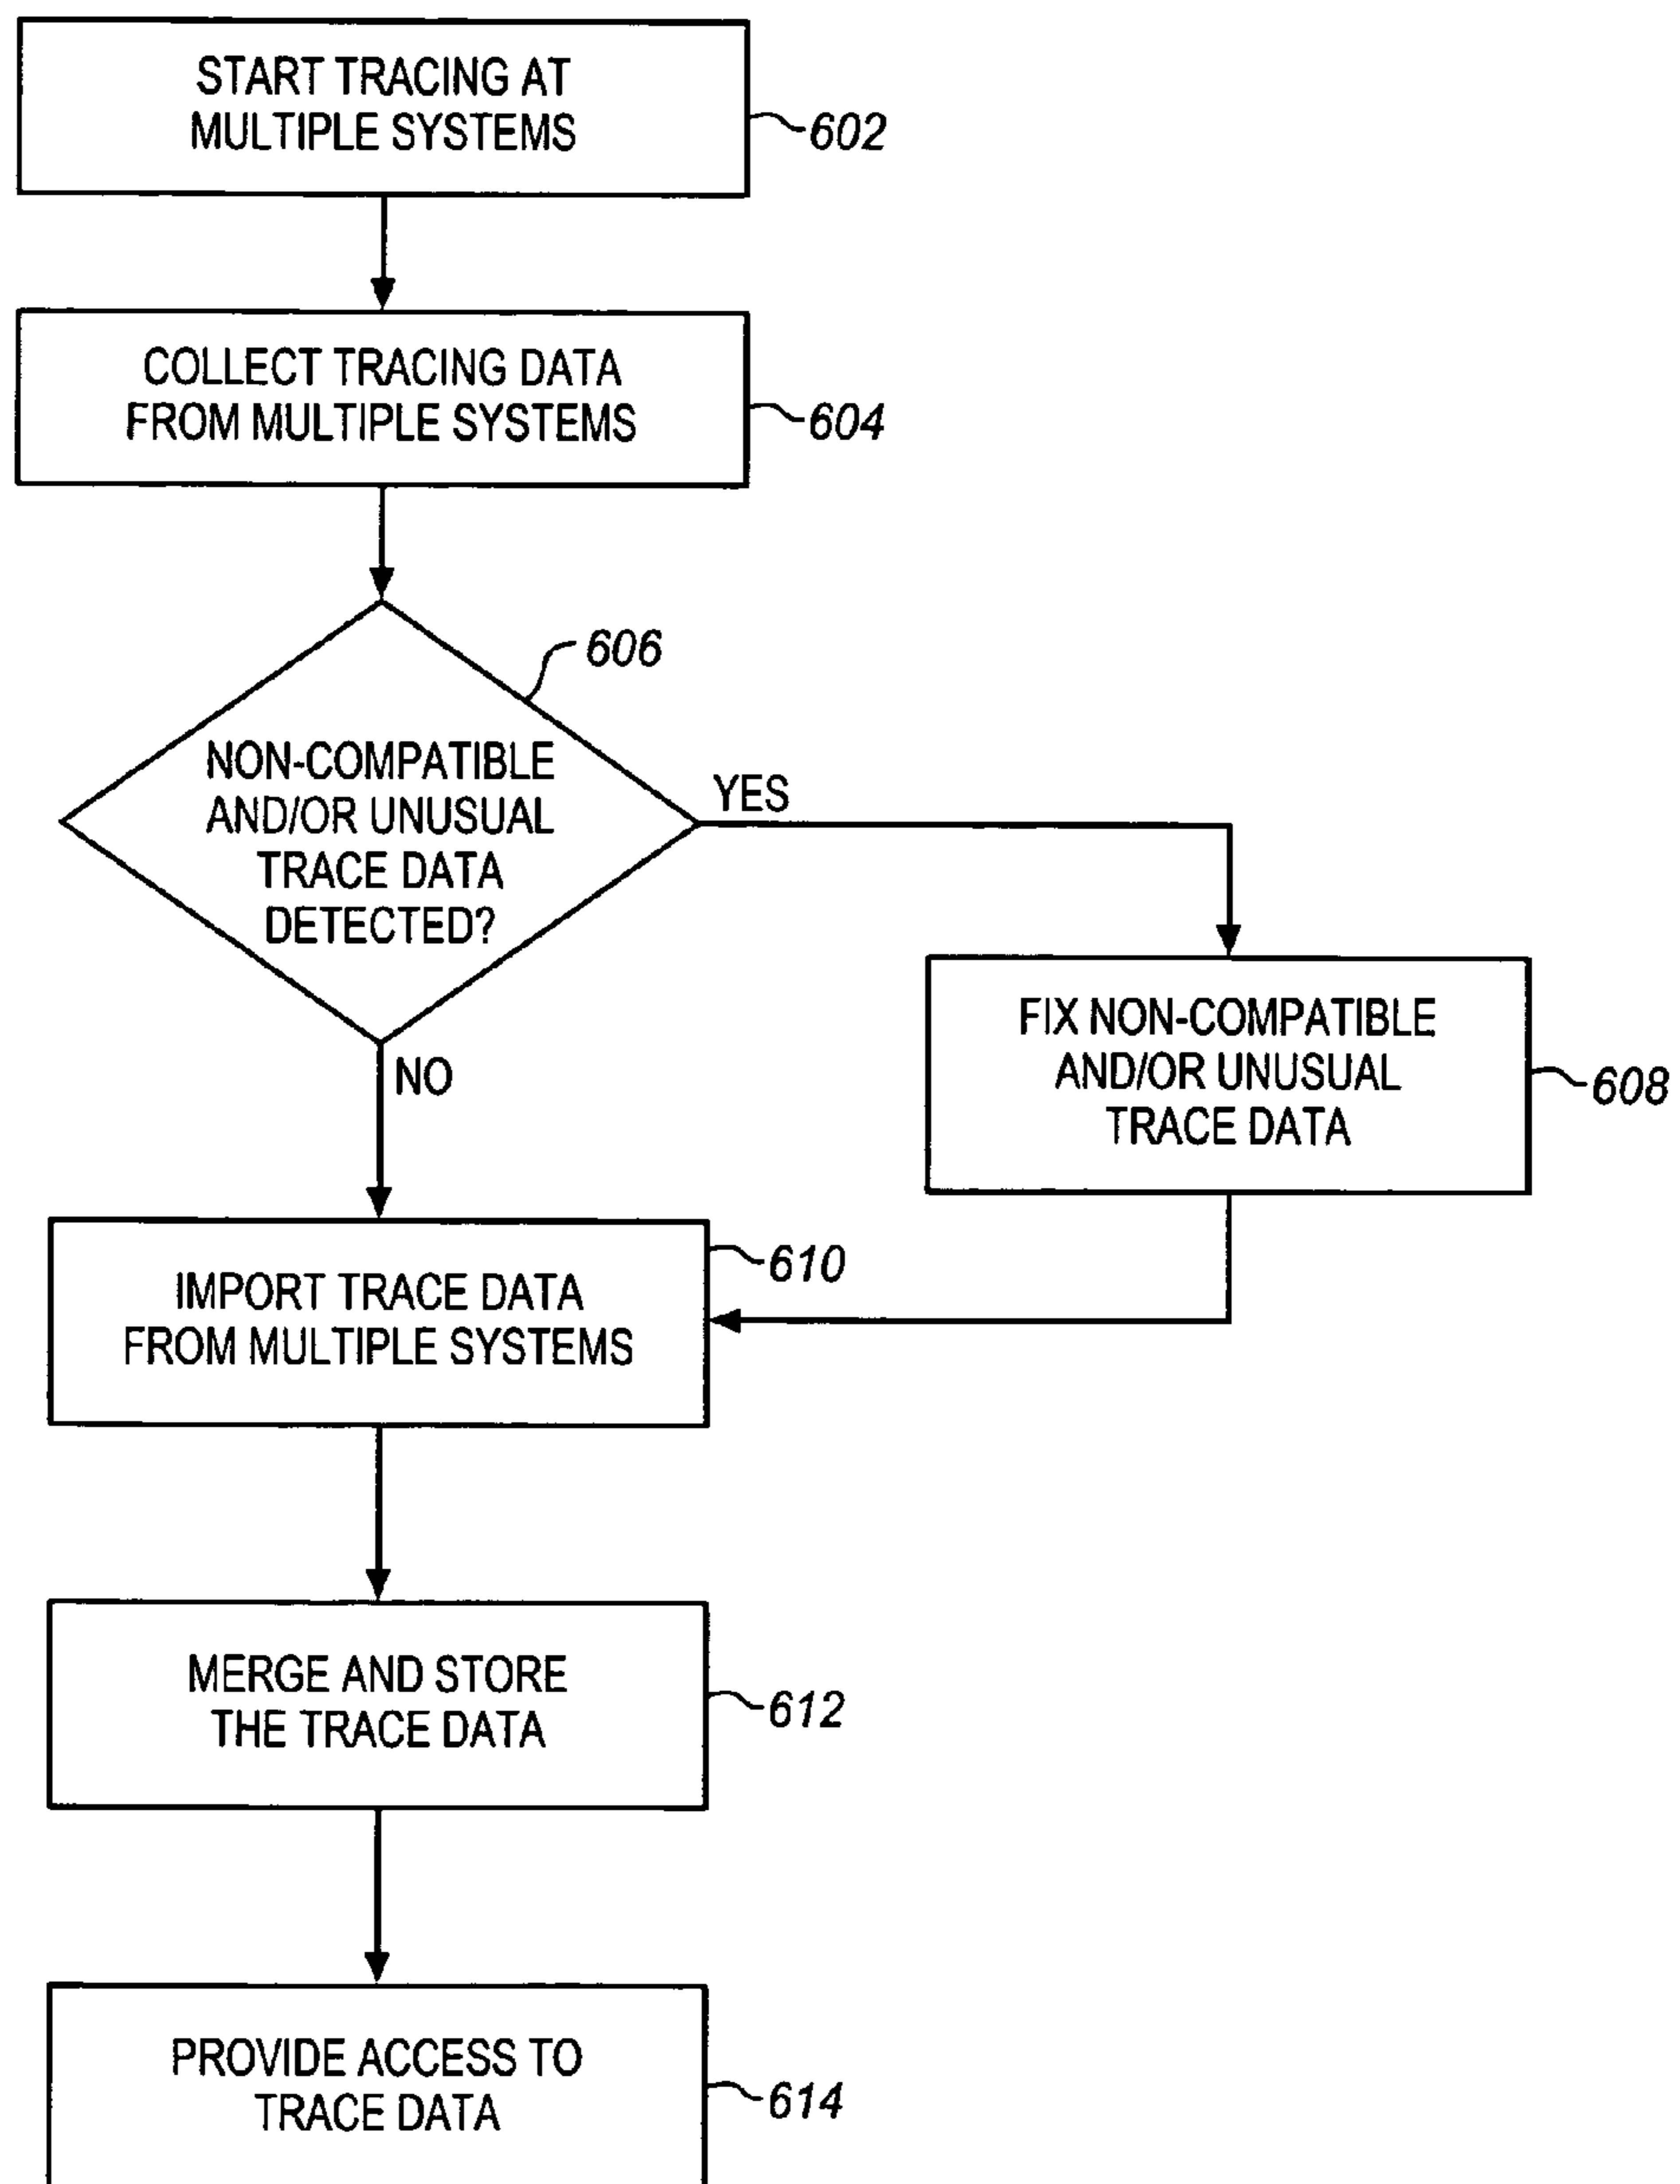 START TRACING AT
MULTIPLE SYSTEMS
602
COLLECT TRACING DATA
FROM MULTIPLE SYSTEMS
604
606
NON-COMPATIBLE
AND/OR UNUSUAL
TRACE DATA
DETECTED?
YES
NO
FIX NON-COMPATIBLE
AND/OR UNUSUAL
TRACE DATA
608
610
IMPORT TRACE DATA
FROM MULTIPLE SYSTEMS
MERGE AND STORE
THE TRACE DATA
612
PROVIDE ACCESS TO
TRACE DATA
614